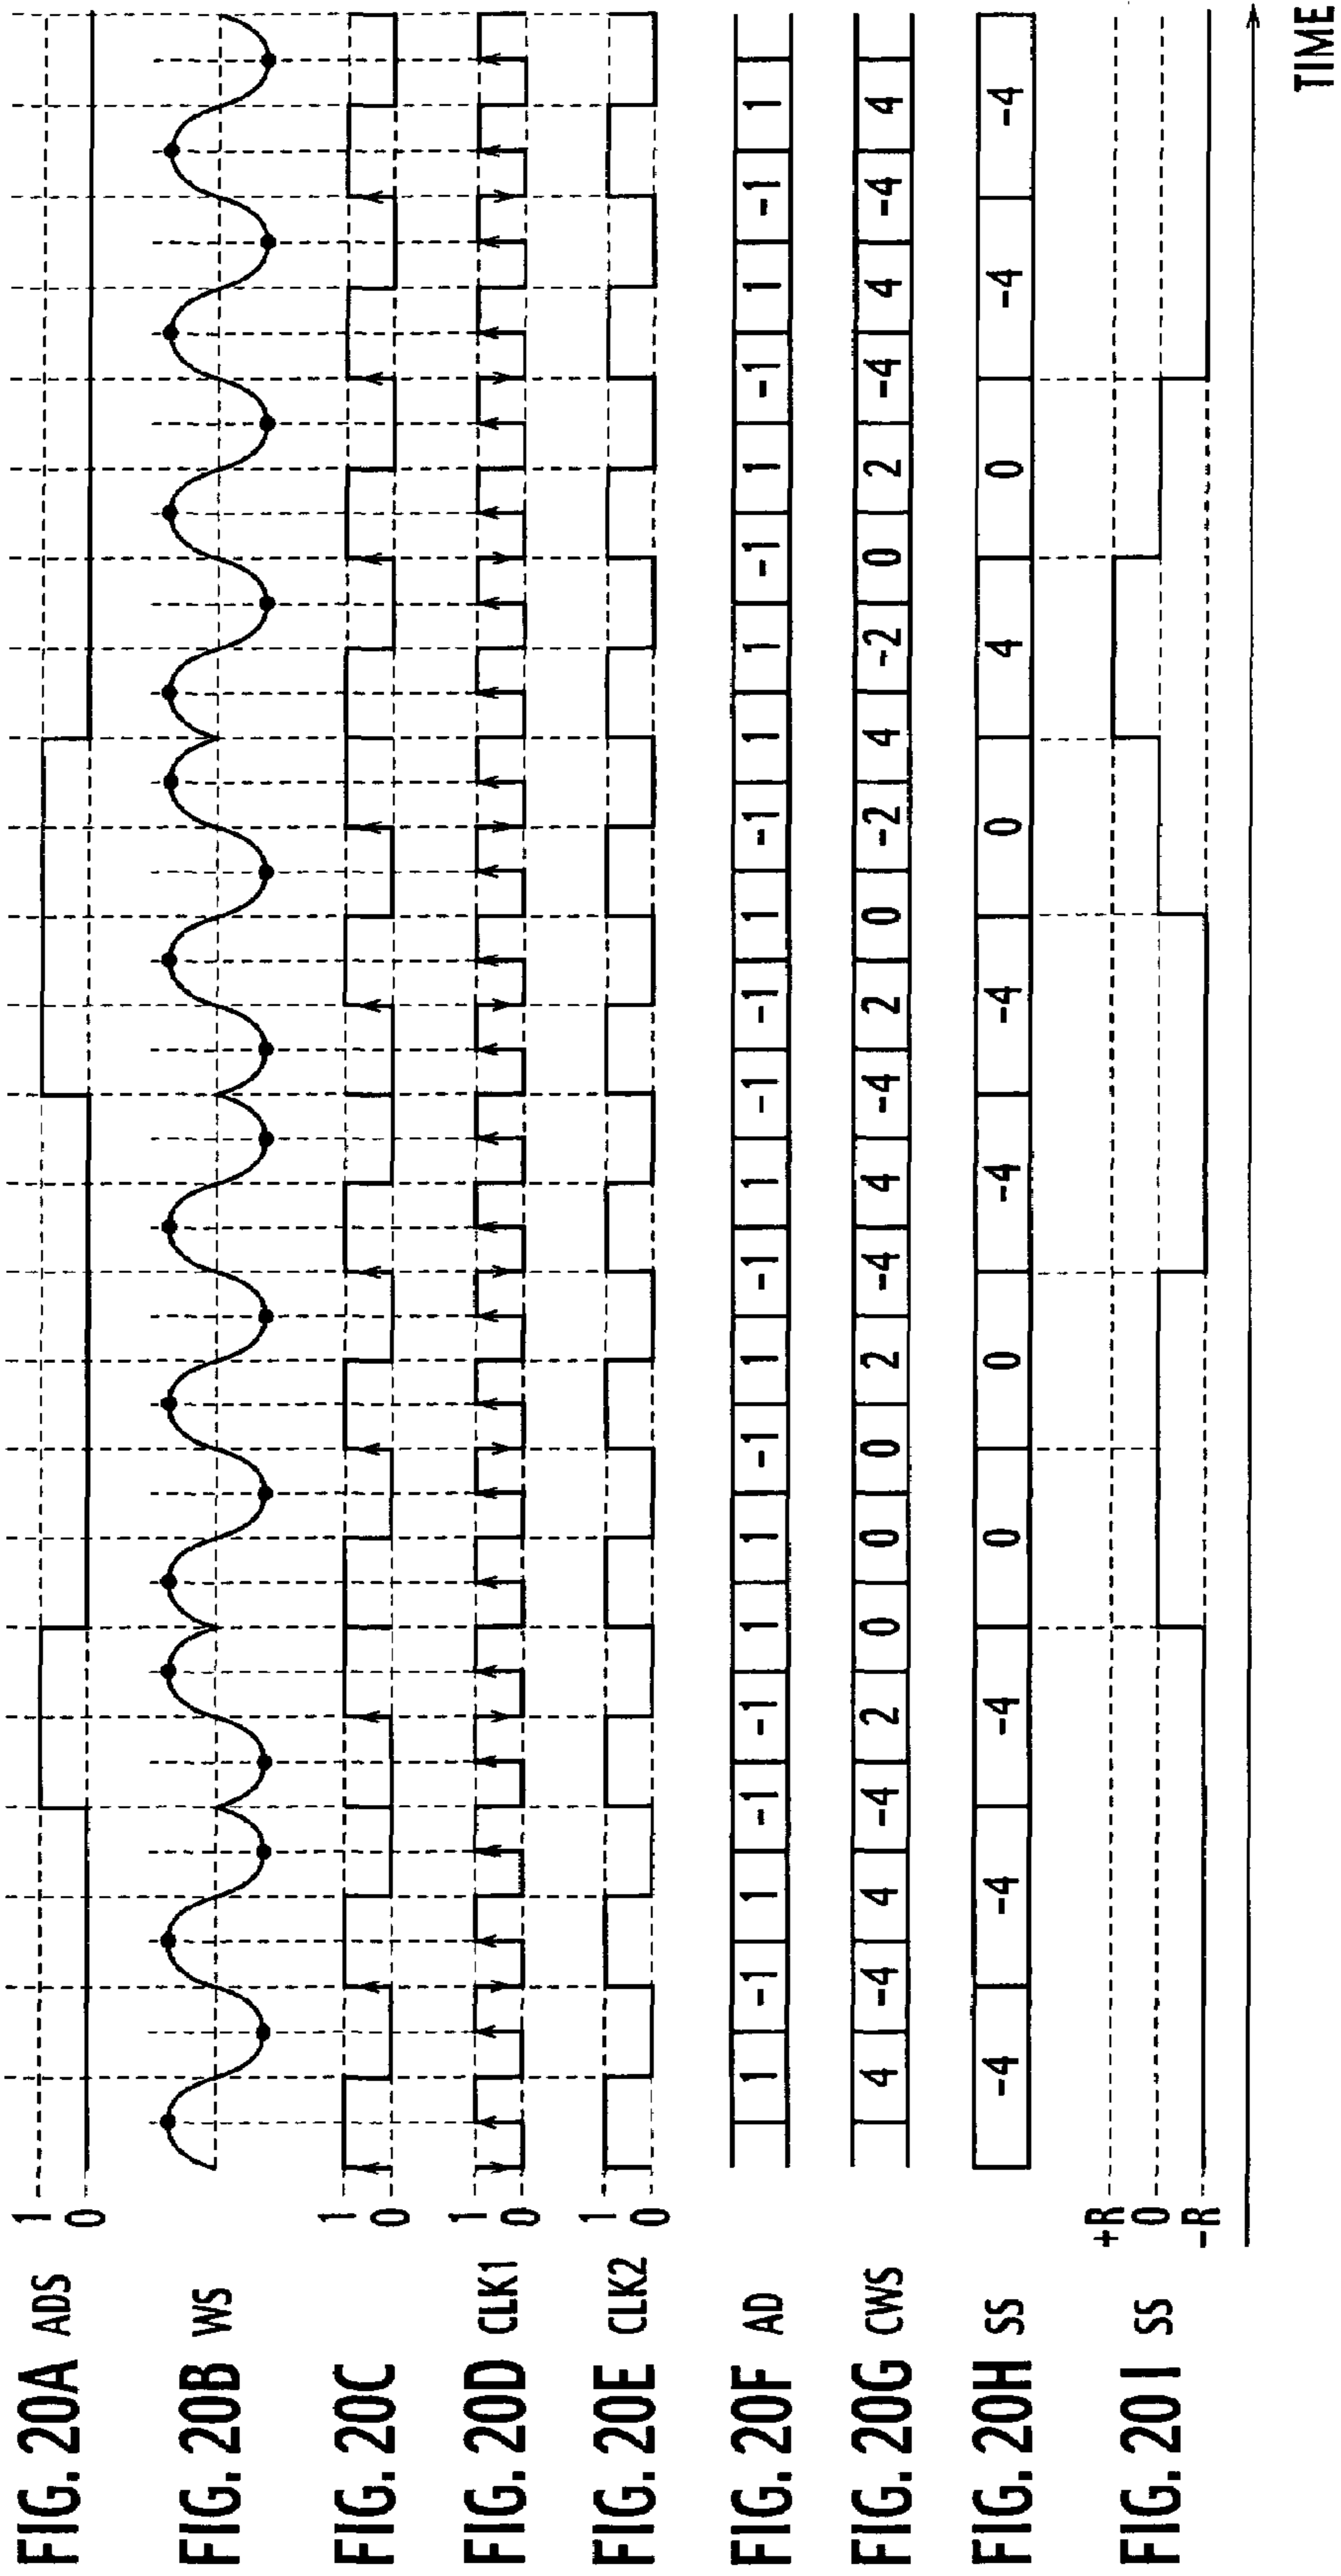 FIG. 20A ADS 1 0
FIG. 20B WS
FIG. 20C 1 0
FIG. 20D CLK1 1 0
FIG. 20E CLK2 1 0
FIG. 20F AD 1 -1 1 -1 -1 1 1 -1 1 -1 1 -1 -1 1 -1 1 1 -1 1 -1 1 -1 1
FIG. 20G CWS 4 -4 4 -4 2 0 0 0 2 -4 4 -4 2 0 -2 4 -2 0 2 -4 4 -4 4
FIG. 20H SS -4 -4 -4 0 0 -4 -4 0 4 0 -4 -4
FIG. 20I SS +R 0 -R
TIME